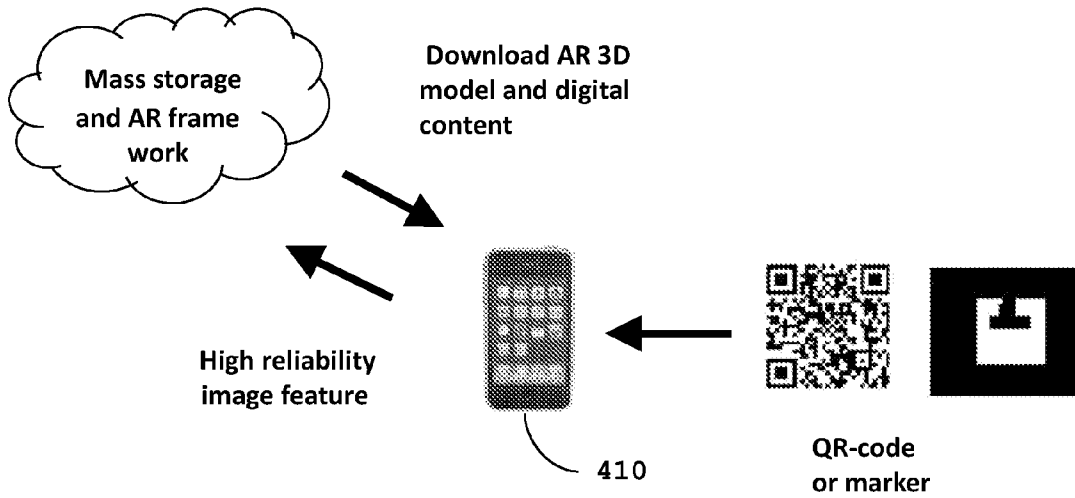 Mass storage
and AR frame
work
Download AR 3D
model and digital
content
High reliability
image feature
410
QR-code
or marker